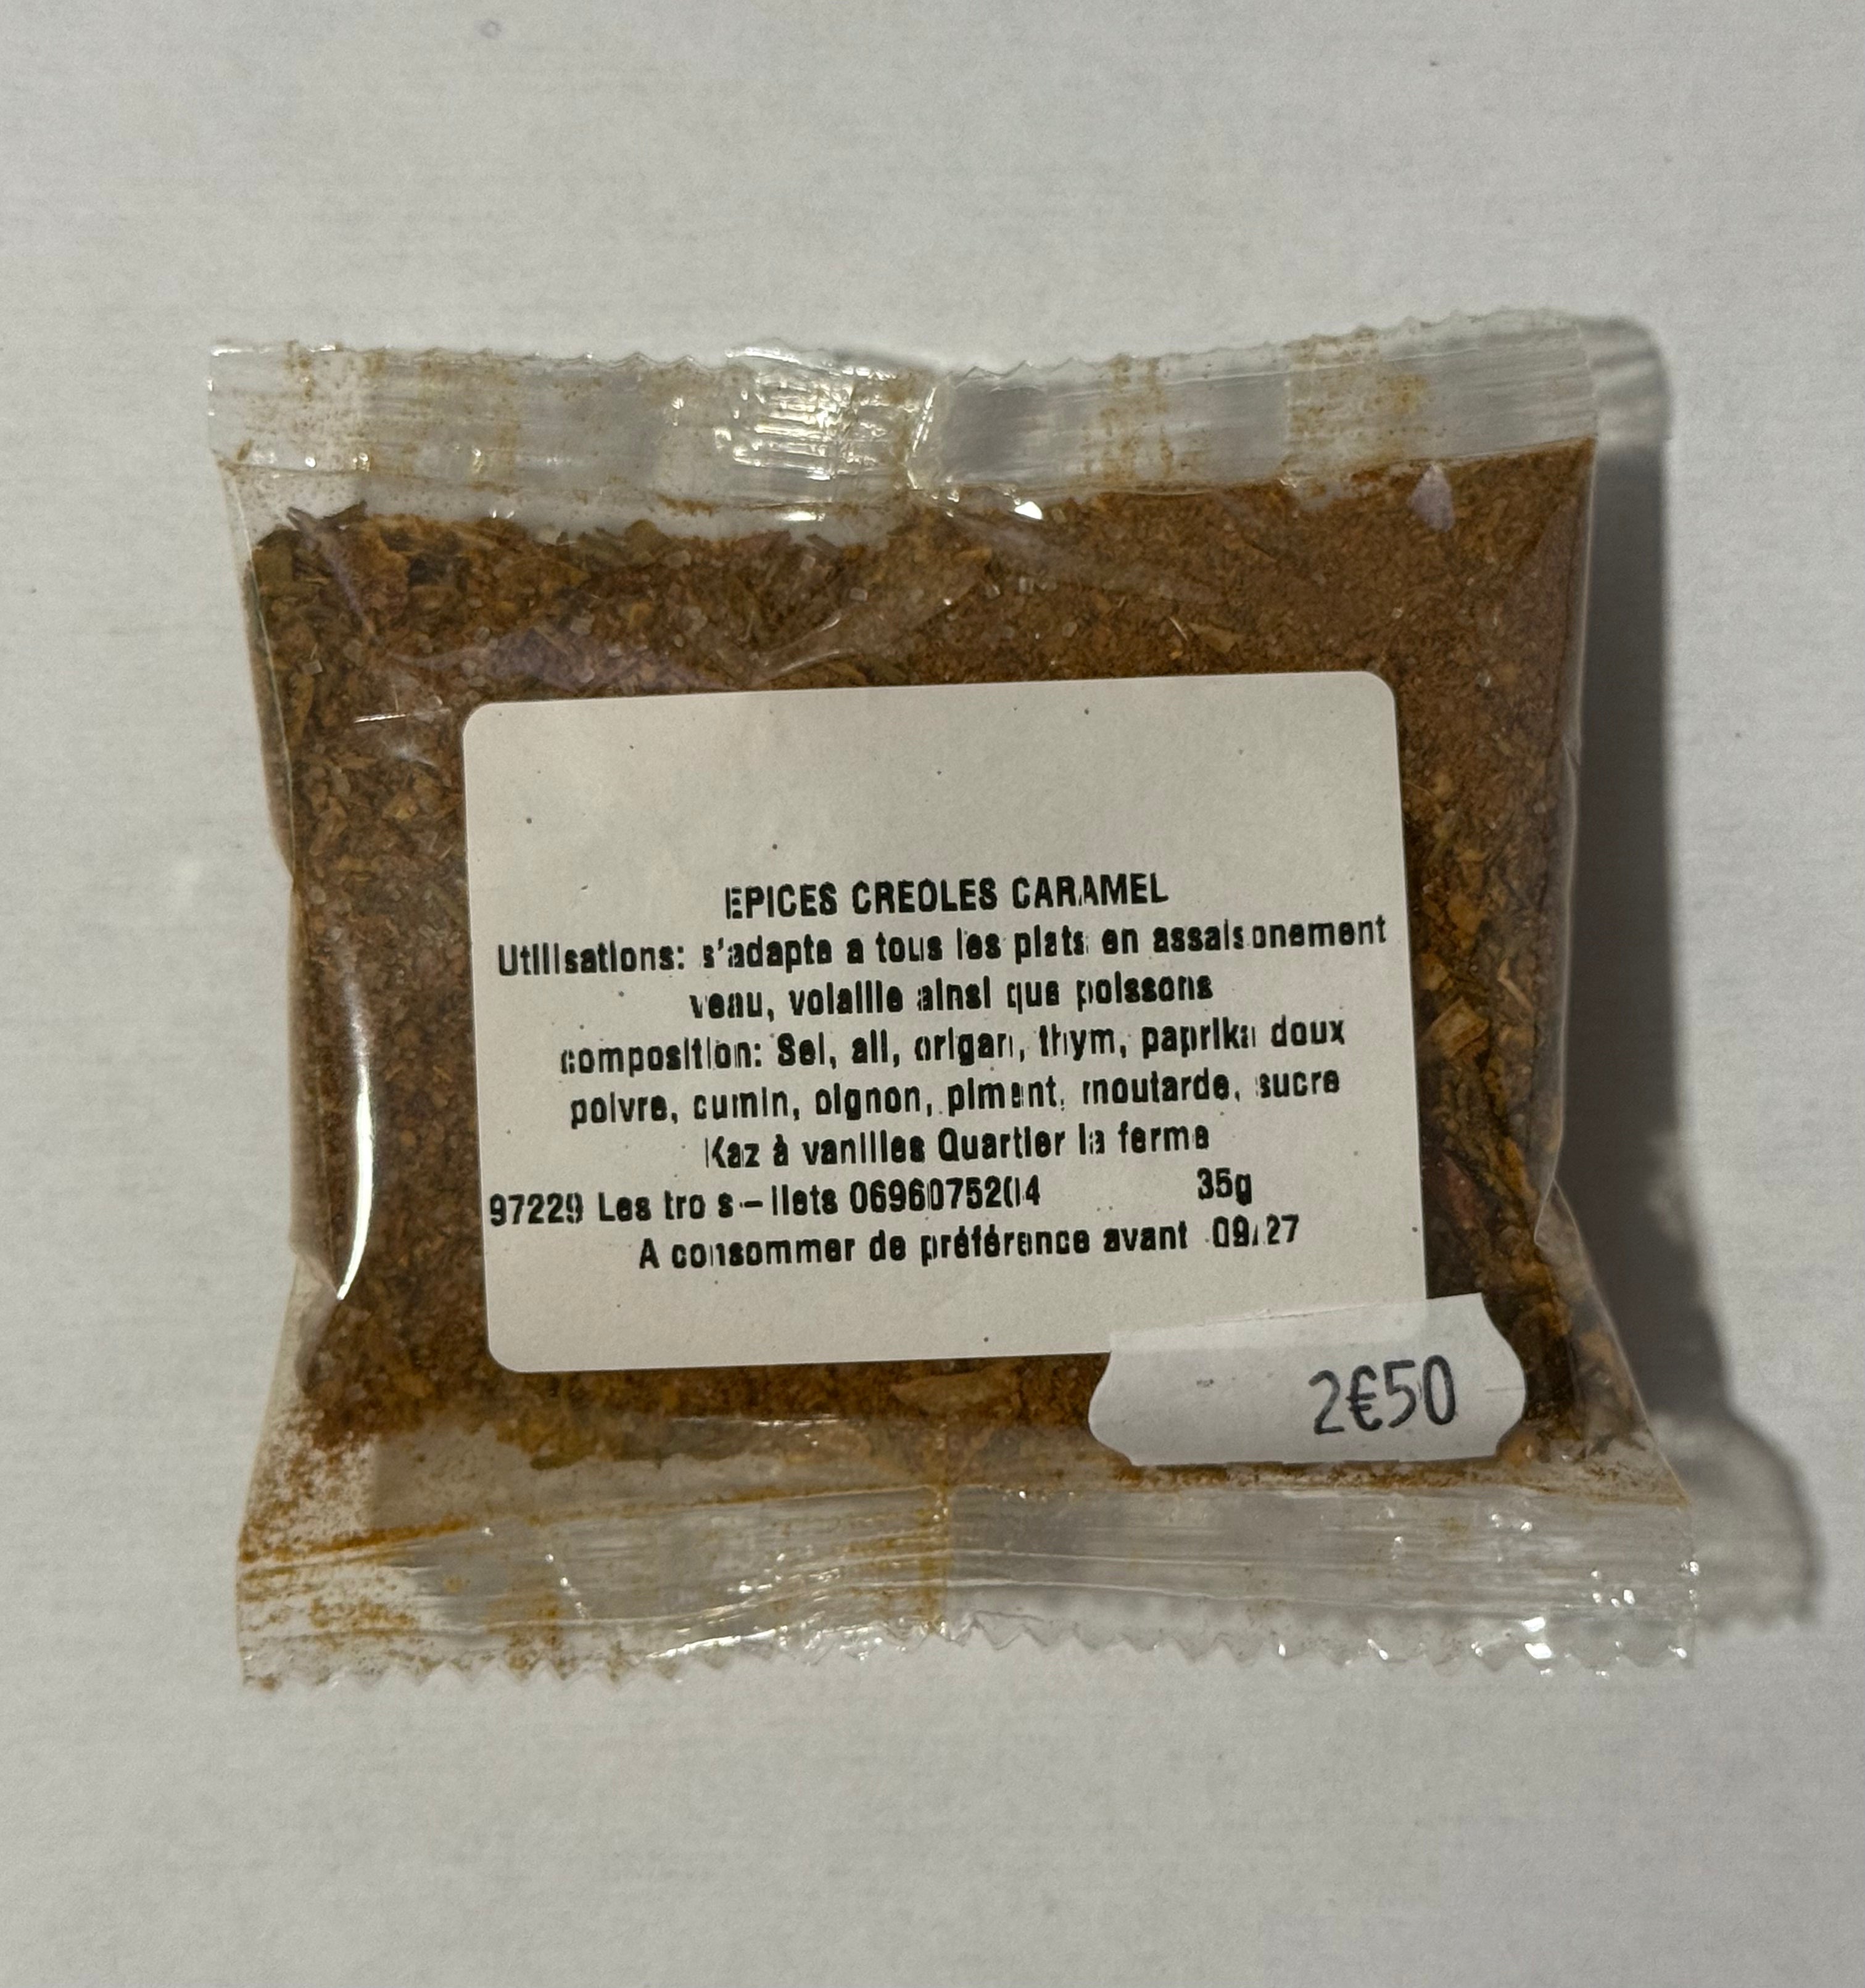 EPICES CREOLES CARAMEL
Utilisations: s'adapte a tous les plats en assaisonement
veau, volaille ainsi que poissons
composition: Sel, ail, origan, thym, paprika doux
poivre, cumin, oignon, piment, moutarde, sucre
Kaz à vanilles Quartier la ferme
97229 Les trois-ilets 0696075204 35g
A consommer de préférence avant 09/27
2€50